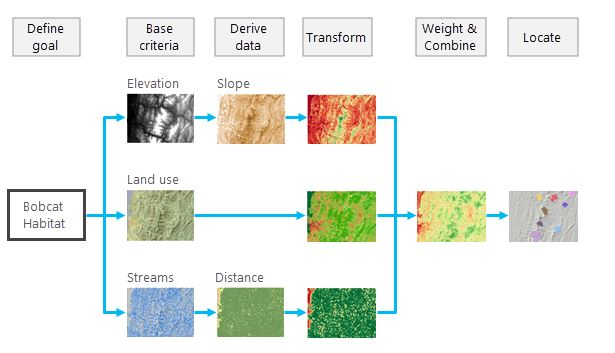 Define
goal
Base
criteria
Derive
data
Transform
Weight &
Combine
Locate
Elevation
Slope
Land use
Bobcat
Habitat
Streams
Distance